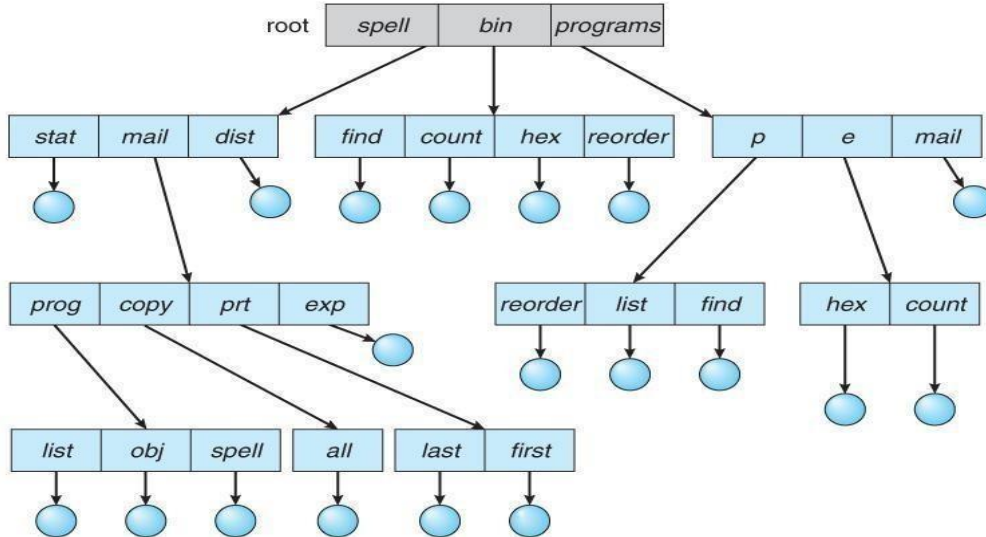 root spell bin programs
stat mail dist find count hex reorder p e mail
prog copy prt exp reorder list find hex count
list obj spell all last first